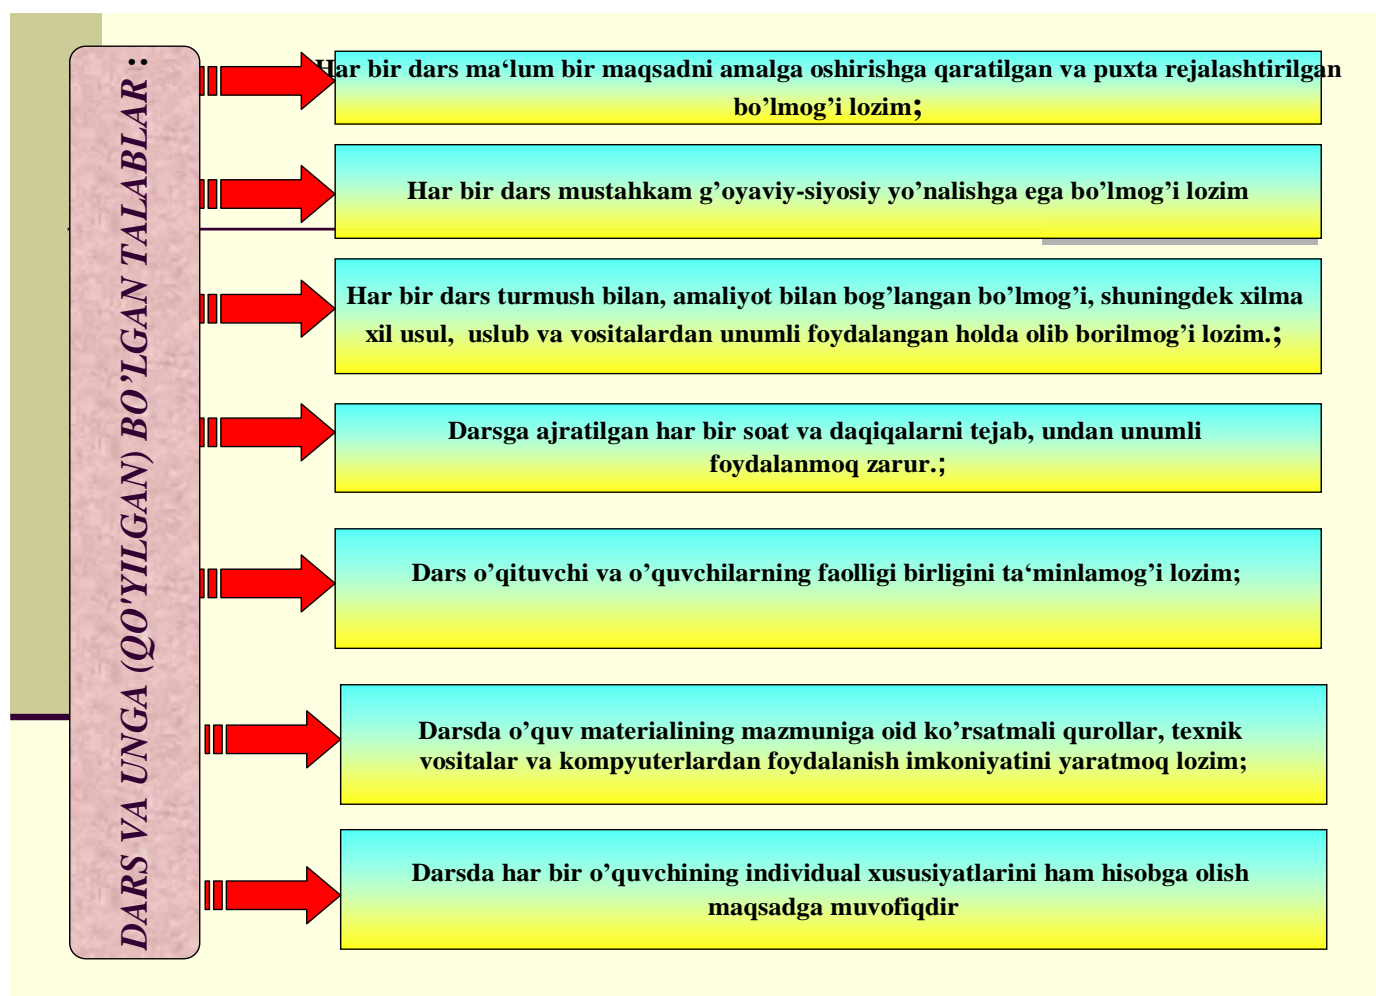 DARS VA UNGA (QO'YILGAN) BO’LGAN TALABLAR :
Har bir dars ma‘lum bir maqsadni amalga oshirishga qaratilgan va puxta rejalashtirilgan
bo’lmog’i lozim;
Har bir dars mustahkam g’oyaviy-siyosiy yo’nalishga ega bo’lmog’i lozim
Har bir dars turmush bilan, amaliyot bilan bog’langan bo’lmog’i, shuningdek xilma
xil usul, uslub va vositalardan unumli foydalangan holda olib borilmog’i lozim.;
Darsga ajratilgan har bir soat va daqiqalarni tejab, undan unumli
foydalanmoq zarur.;
Dars o’qituvchi va o’quvchilarning faolligi birligini ta‘minlamog’i lozim;
Darsda o’quv materialining mazmuniga oid ko’rsatmali qurollar, texnik
vositalar va kompyuterlardan foydalanish imkoniyatini yaratmoq lozim;
Darsda har bir o’quvchining individual xususiyatlarini ham hisobga olish
maqsadga muvofiqdir